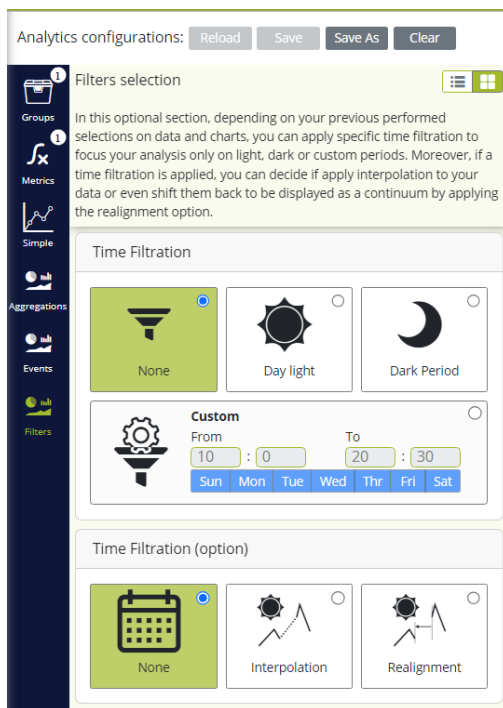 Analytics configurations: Reload Save Save As Clear
1
Groups
1
Metrics
Simple
Aggregations
Events
Filters
Filters selection
In this optional section, depending on your previous performed
selections on data and charts, you can apply specific time filtration to
focus your analysis only on light, dark or custom periods. Moreover, if a
time filtration is applied, you can decide if apply interpolation to your
data or even shift them back to be displayed as a continuum by applying
the realignment option.
Time Filtration
None Day light Dark Period
Custom
From To
10 : 0 20 : 30
Sun Mon Tue Wed Thr Fri Sat
Time Filtration (option)
None Interpolation Realignment